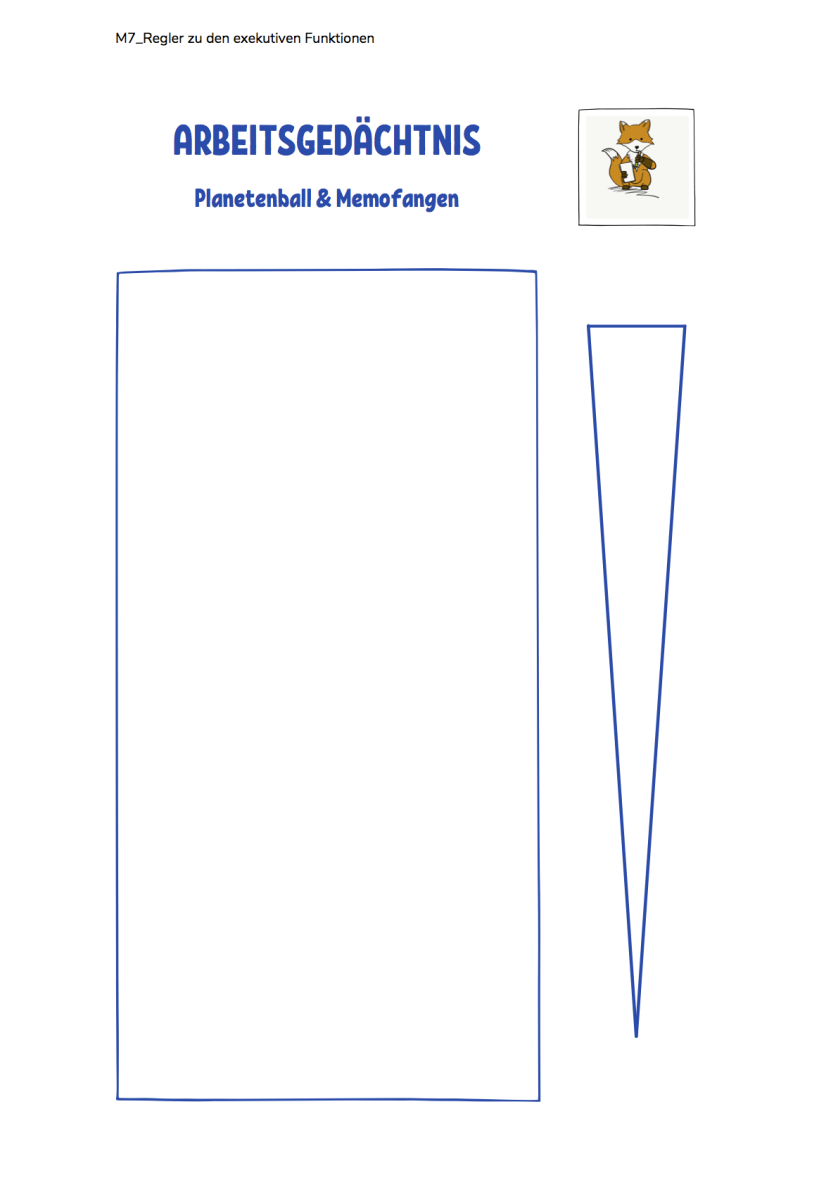 M7_Regler zu den exekutiven Funktionen
ARBEITSGEDÄCHTNIS
Planetenball & Memofangen